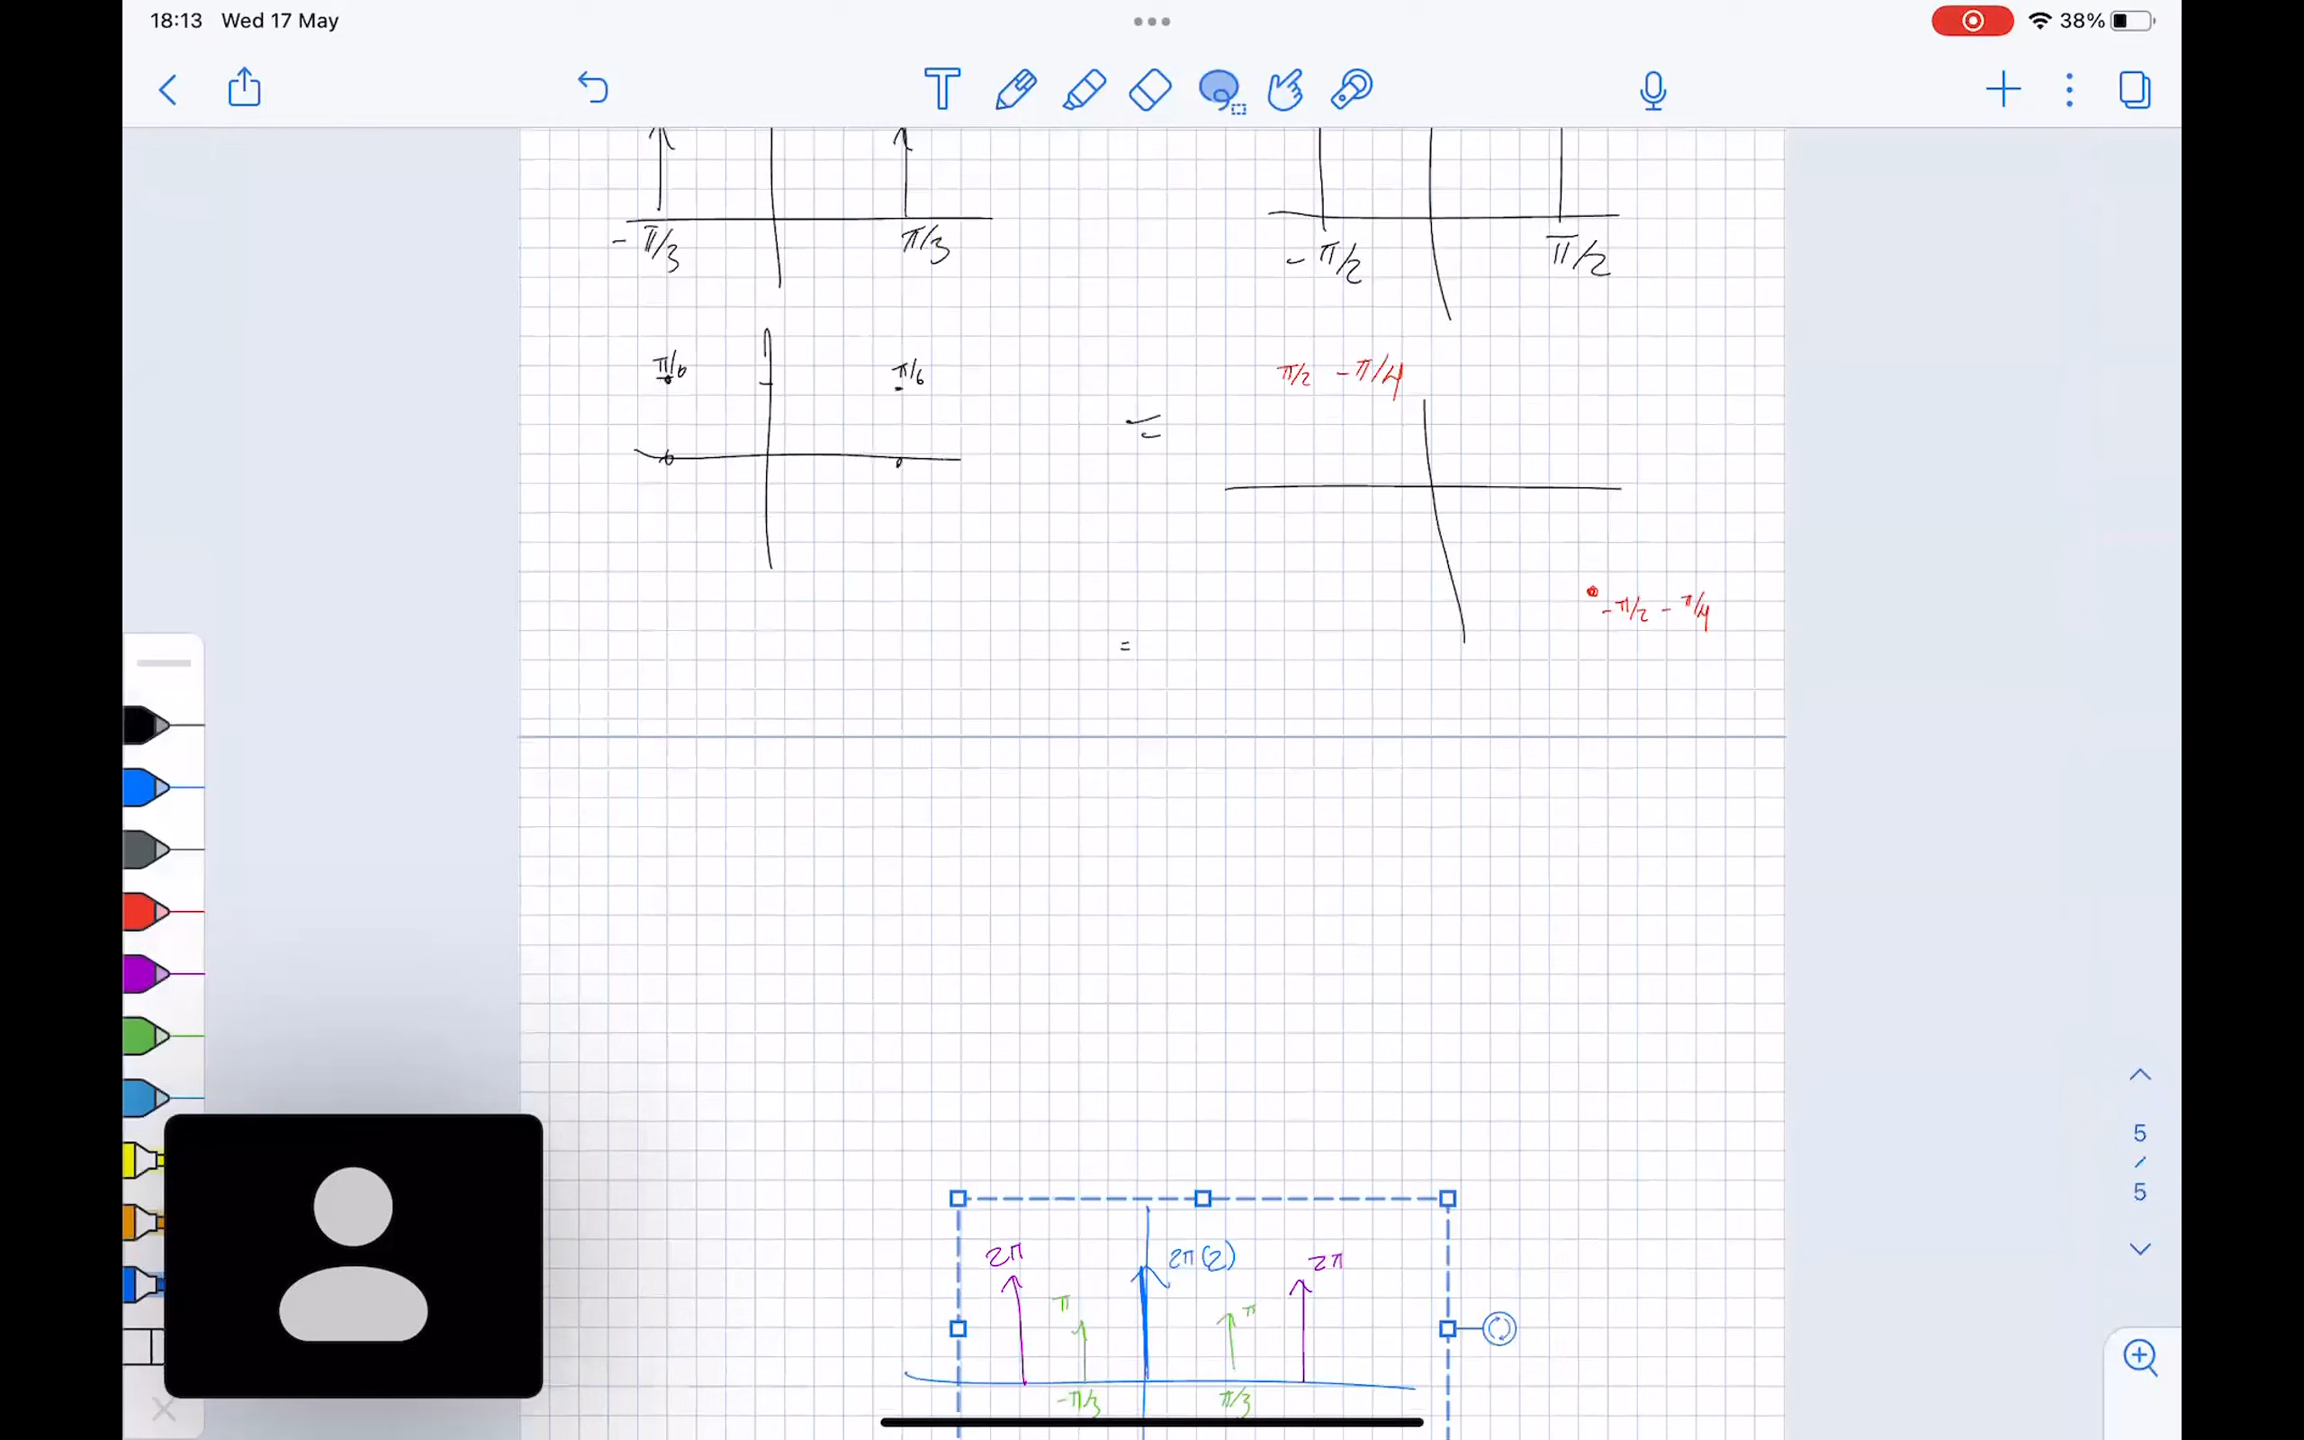 18:13 Wed 17 May 38%
T
- π/3 π/3 - π/2 π/2
π/6 π/6 π/2 - π/4
=
- π/2 - π/4
=
5
/
5
2π 2π(2) 2π
π π
-π/3 π/3